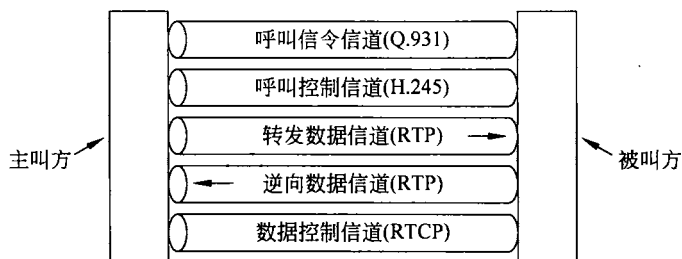 呼叫信令信道(Q.931)
呼叫控制信道(H.245)
转发数据信道(RTP)
主叫方
被叫方
逆向数据信道(RTP)
数据控制信道(RTCP)